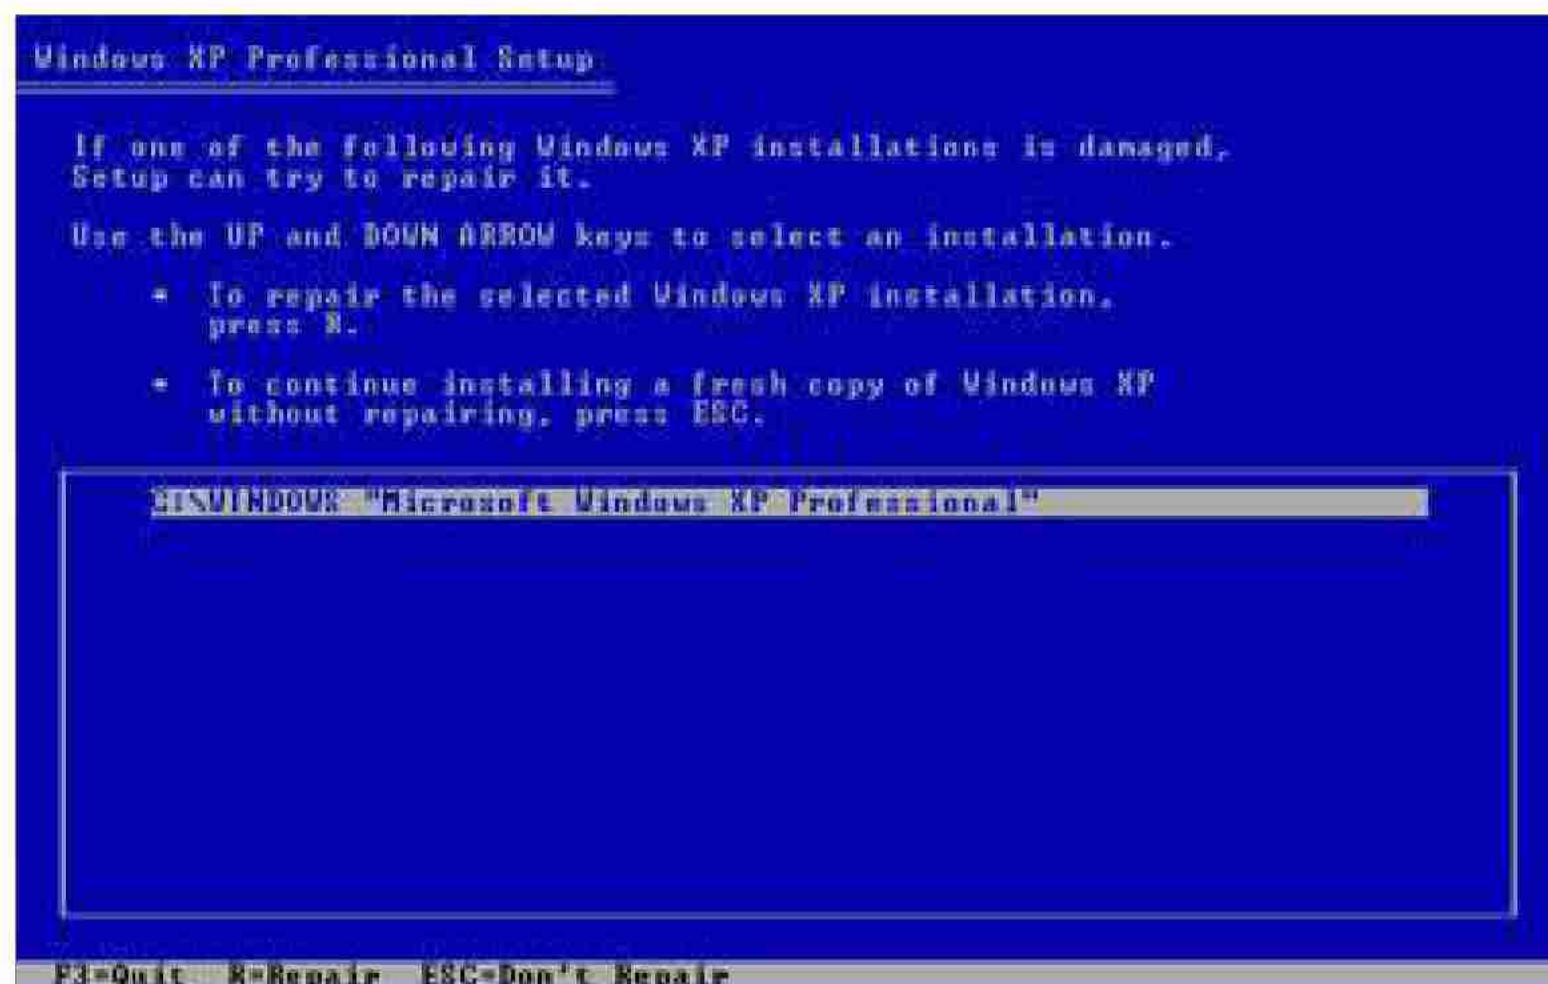 Windows XP Professional Setup
If one of the following Windows XP installations is damaged,
Setup can try to repair it.
Use the UP and DOWN ARROW keys to select an installation.
• To repair the selected Windows XP installation,
press R.
• To continue installing a fresh copy of Windows XP
without repairing, press ESC.
C:\WINDOWS "Microsoft Windows XP Professional"
F3=Quit R=Repair ESC=Don't Repair